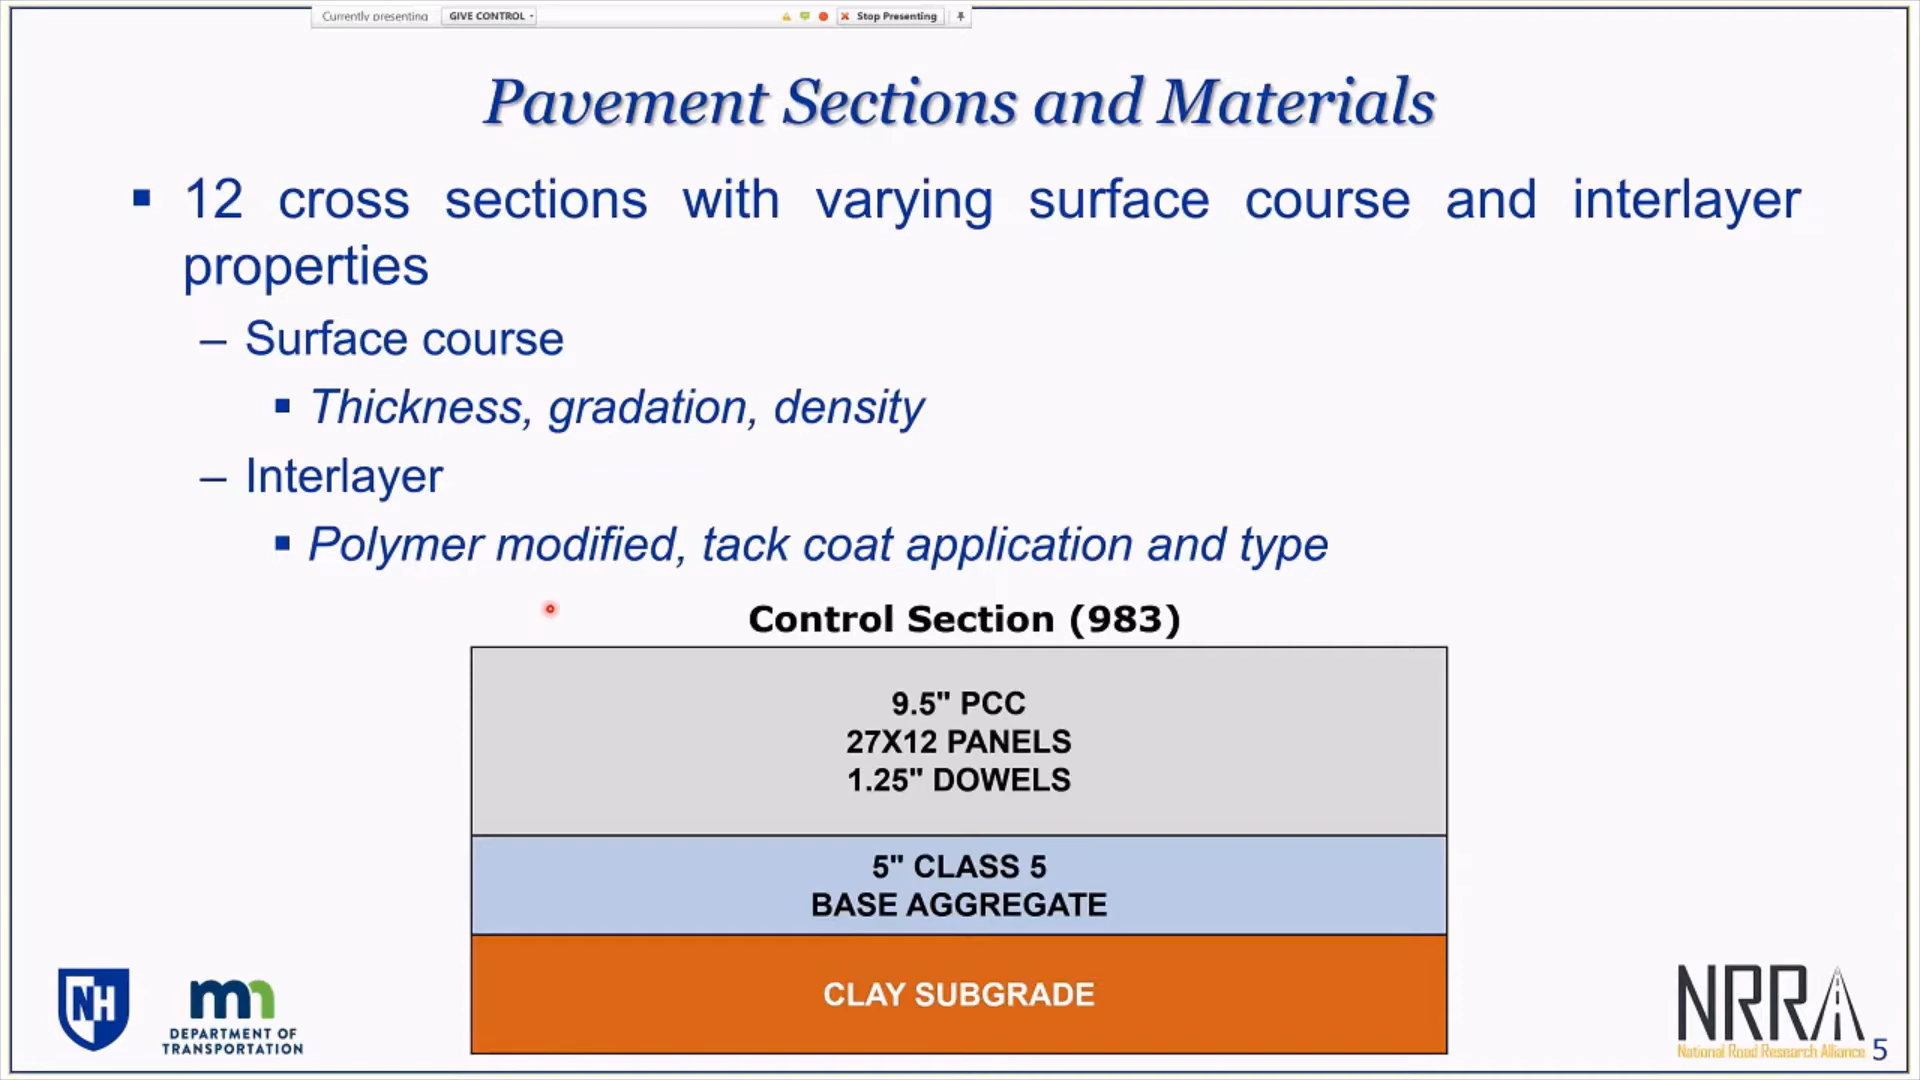 Currently presenting GIVE CONTROL Stop Presenting
Pavement Sections and Materials
12 cross sections with varying surface course and interlayer
properties
– Surface course
Thickness, gradation, density
– Interlayer
Polymer modified, tack coat application and type
Control Section (983)
9.5" PCC
27X12 PANELS
1.25" DOWELS
5" CLASS 5
BASE AGGREGATE
CLAY SUBGRADE
NH
mn
DEPARTMENT OF
TRANSPORTATION
NRRA
National Road Research Alliance
5